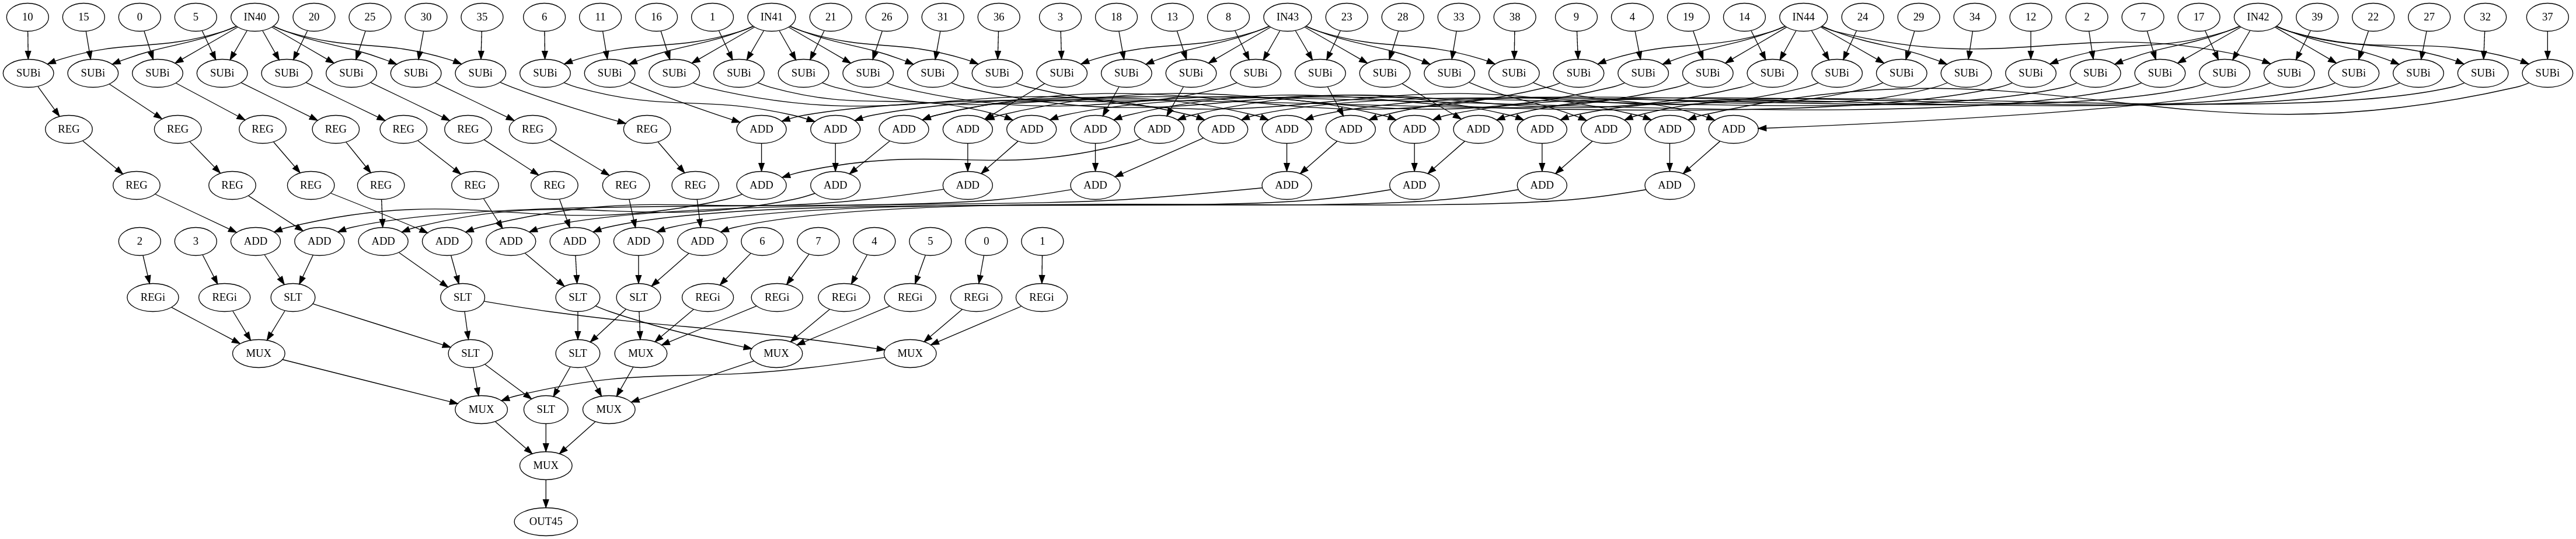 10 15 0 5 IN40 20 25 30 35 6 11 16 1 IN41 21 26 31 36 3 18 13 8 IN43 23 28 33 38 9 4 19 14 IN44 24 29 34 12 2 7 17 IN42 39 22 27 32 37
SUBi SUBi SUBi SUBi SUBi SUBi SUBi SUBi SUBi SUBi SUBi SUBi SUBi SUBi SUBi SUBi SUBi SUBi SUBi SUBi SUBi SUBi SUBi SUBi SUBi SUBi SUBi SUBi SUBi SUBi SUBi SUBi SUBi SUBi SUBi SUBi SUBi SUBi SUBi SUBi
REG REG REG REG REG REG REG REG ADD ADD ADD ADD ADD ADD ADD ADD ADD ADD ADD ADD ADD ADD ADD ADD
REG REG REG REG REG REG REG REG ADD ADD ADD ADD ADD ADD ADD ADD
2 3 ADD ADD ADD ADD ADD ADD ADD ADD 6 7 4 5 0 1
REGi REGi SLT SLT SLT SLT REGi REGi REGi REGi REGi REGi
MUX SLT SLT MUX MUX MUX
MUX SLT MUX
MUX
OUT45